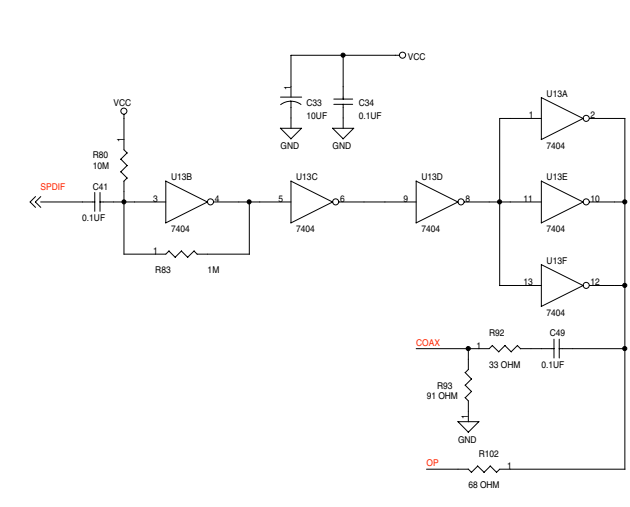 VCC
C33
10UF
1
C34
0.1UF
GND
GND
VCC
1
R80
10M
SPDIF
C41
0.1UF
3
U13B
4
7404
1
R83
1M
5
U13C
6
7404
9
U13D
8
7404
U13A
1
2
7404
U13E
11
10
7404
U13F
13
12
7404
COAX
1
R92
33 OHM
C49
0.1UF
R93
91 OHM
1
GND
OP
R102
1
68 OHM